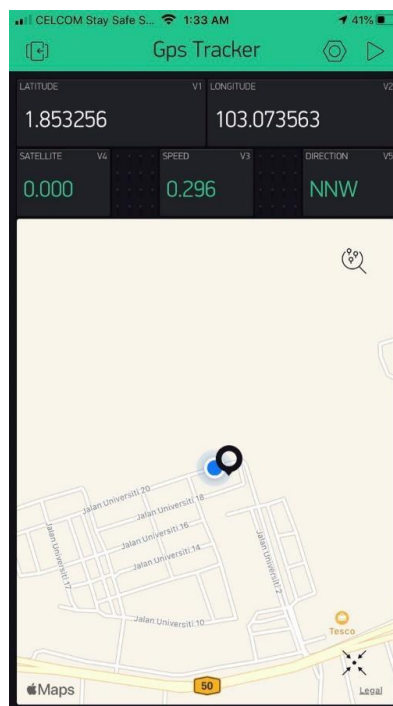 CELCOM Stay Safe S... 1:33 AM 41%
Gps Tracker
LATITUDE V1 LONGITUDE V2
1.853256 103.073563
SATELLITE V4 SPEED V3 DIRECTION V5
0.000 0.296 NNW
Jalan Universiti 20
Jalan Universiti 18
Jalan Universiti 16
Jalan Universiti 17
Jalan Universiti 14
Jalan Universiti 2
Jalan Universiti 10
Tesco
50
Maps
Legal